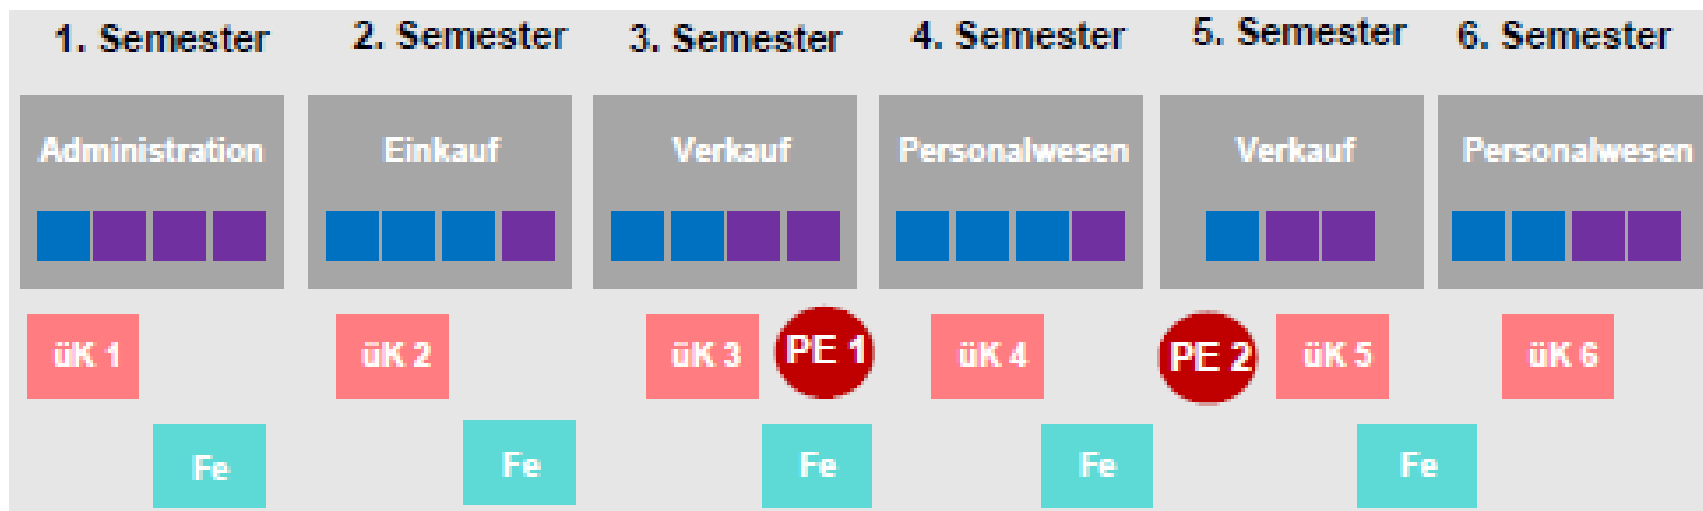 1. Semester 2. Semester 3. Semester 4. Semester 5. Semester 6. Semester
Administration Einkauf Verkauf Personalwesen Verkauf Personalwesen
üK 1 üK 2 üK 3 PE 1 üK 4 PE 2 üK 5 üK 6
Fe Fe Fe Fe Fe